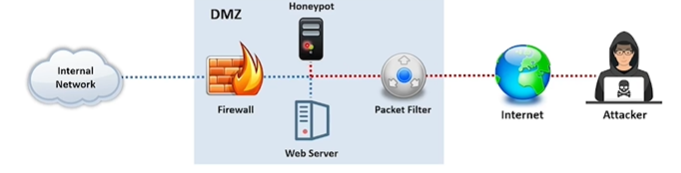 Honeypot
DMZ
Internal
Network
Firewall
Packet Filter
Internet
Attacker
Web Server